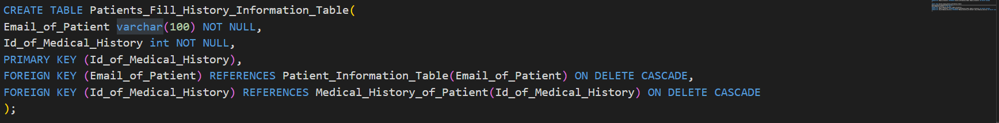 CREATE TABLE Patients_Fill_History_Information_Table(
Email_of_Patient varchar(100) NOT NULL,
Id_of_Medical_History int NOT NULL,
PRIMARY KEY (Id_of_Medical_History),
FOREIGN KEY (Email_of_Patient) REFERENCES Patient_Information_Table(Email_of_Patient) ON DELETE CASCADE,
FOREIGN KEY (Id_of_Medical_History) REFERENCES Medical_History_of_Patient(Id_of_Medical_History) ON DELETE CASCADE
);